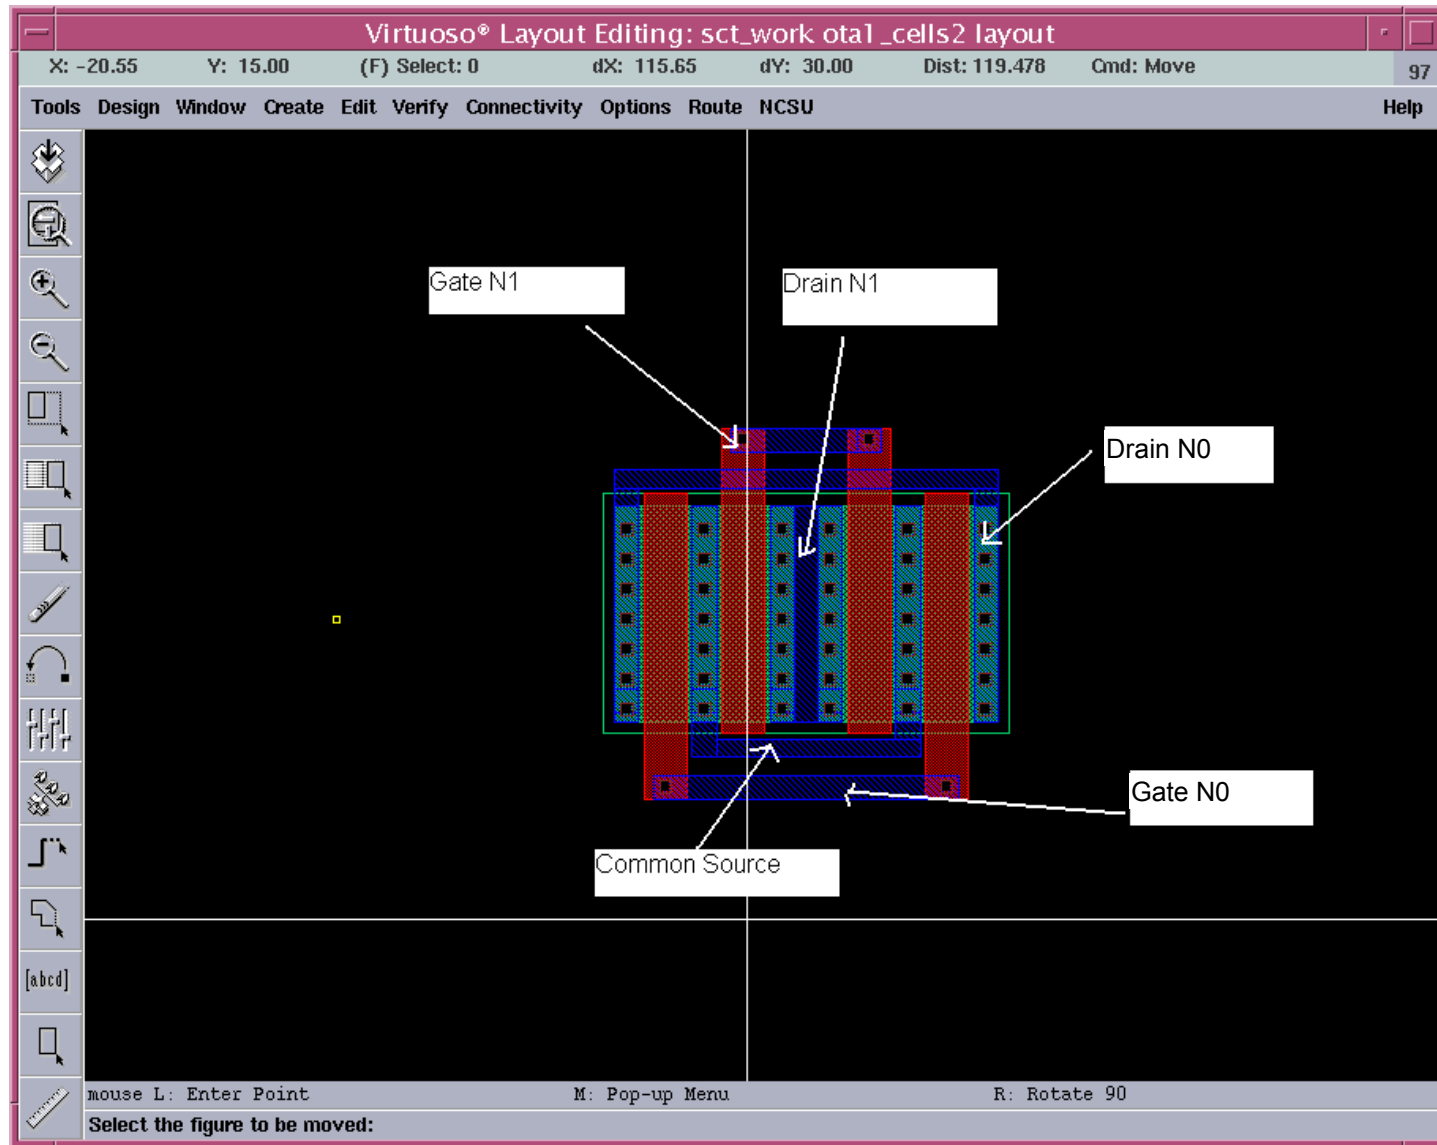 Virtuoso® Layout Editing: sct_work ota1_cells2 layout
X: -20.55 Y: 15.00 (F) Select: 0 dX: 115.65 dY: 30.00 Dist: 119.478 Cmd: Move 97
Tools Design Window Create Edit Verify Connectivity Options Route NCSU Help
Gate N1
Drain N1
Drain N0
Gate N0
Common Source
[abcd]
mouse L: Enter Point M: Pop-up Menu R: Rotate 90
Select the figure to be moved: